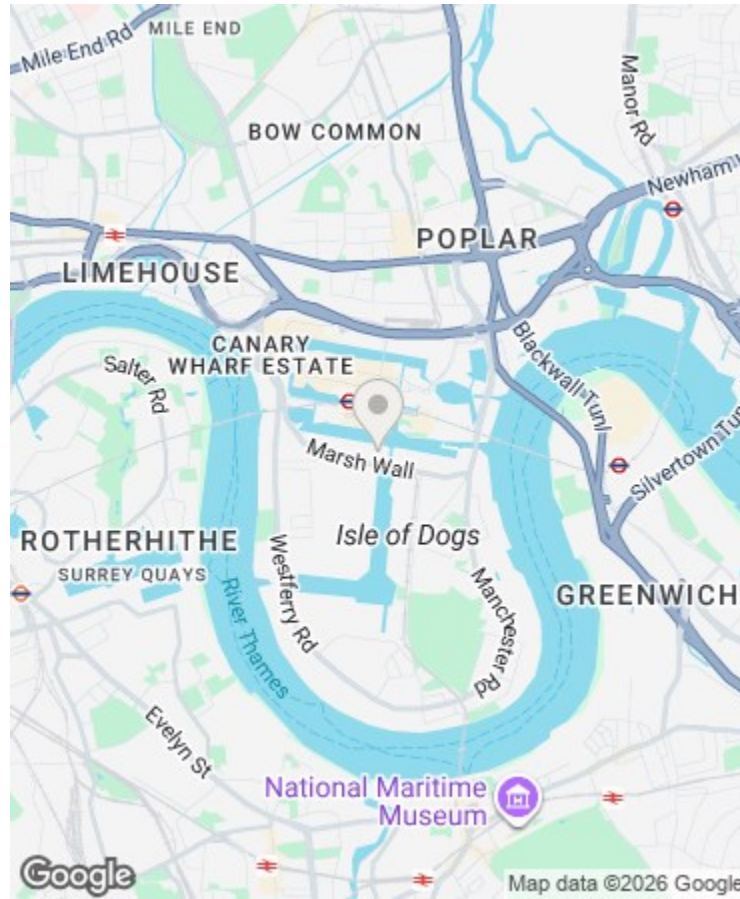 MILE END
Mile End Rd
Manor Rd
BOW COMMON
Newham
POPLAR
LIMEHOUSE
CANARY
WHARF ESTATE
Blackwall Tunl
Salter Rd
Marsh Wall
Silvertown Tun
Isle of Dogs
ROTHERHITHE
SURREY QUAYS
Westferry Rd
River Thames
Manchester Rd
GREENWICH
Evelyn St
National Maritime
Museum
Google
Map data ©2026 Google